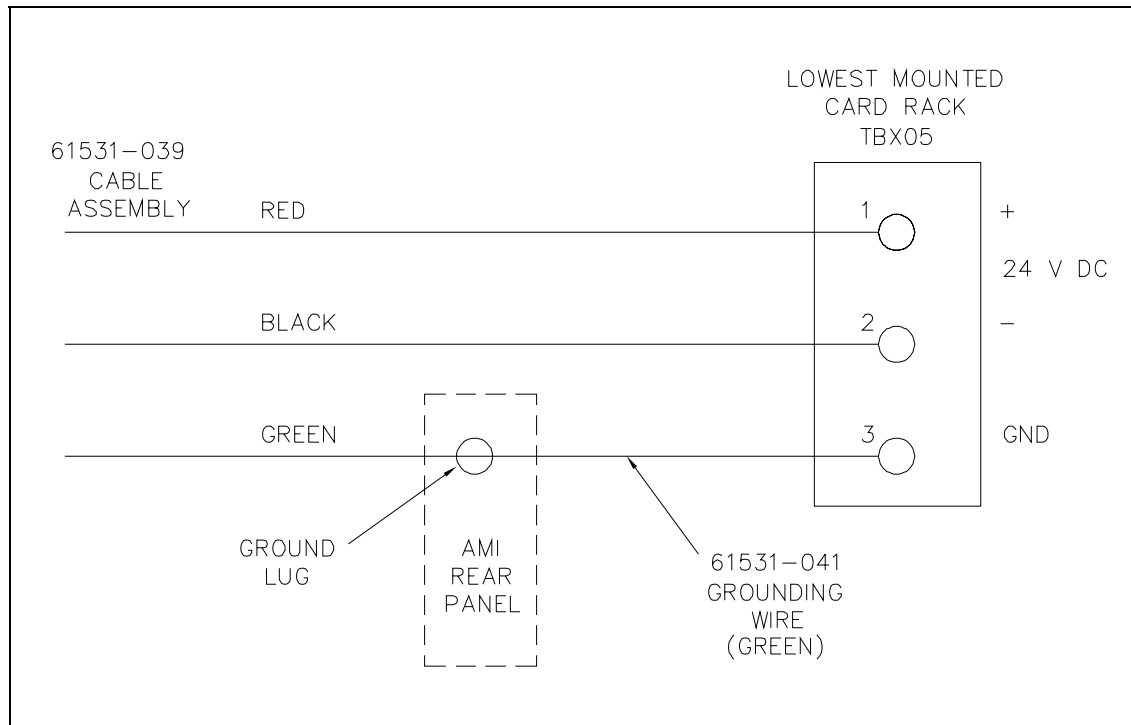 LOWEST MOUNTED
CARD RACK
TBX05
61531-039
CABLE
ASSEMBLY
RED
1
+
24 V DC
BLACK
2
-
GREEN
3
GND
GROUND
LUG
AMI
REAR
PANEL
61531-041
GROUNDING
WIRE
(GREEN)